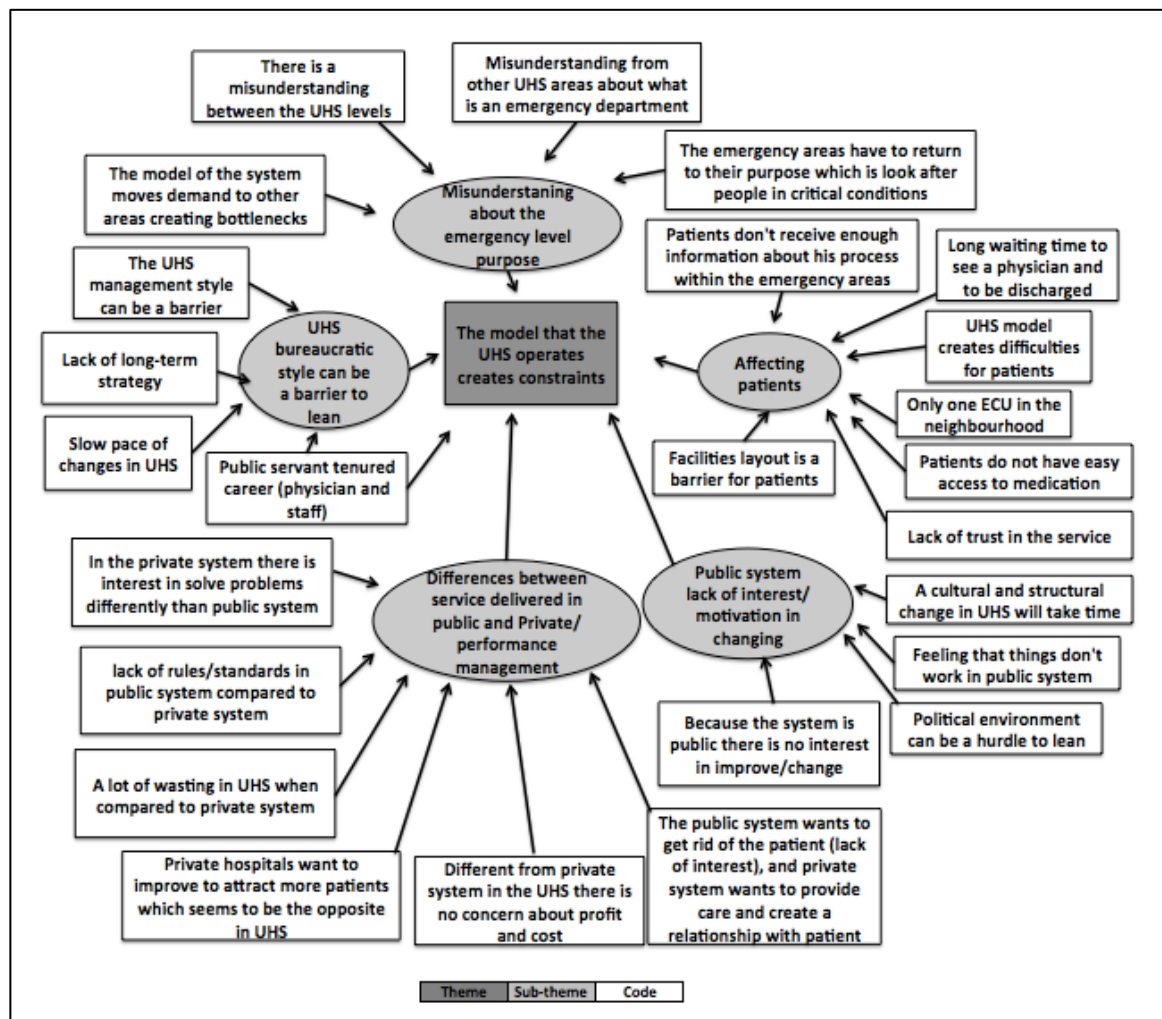 There is a
misunderstanding
between the UHS levels
Misunderstanding from
other UHS areas about what
is an emergency department
The model of the system
moves demand to other
areas creating bottlenecks
Misunderstaning
about the
emergency level
purpose
The emergency areas have to return
to their purpose which is look after
people in critical conditions
Patients don't receive enough
information about his process
within the emergency areas
Long waiting time to
see a physician and
to be discharged
The UHS
management style
can be a barrier
UHS
bureaucratic
style can be
a barrier to
lean
The model that the
UHS operates
creates constraints
Affecting
patients
UHS model
creates difficulties
for patients
Lack of long-term
strategy
Only one ECU in the
neighbourhood
Slow pace of
changes in UHS
Public servant tenured
career (physician and
staff)
Facilities layout is a
barrier for patients
Patients do not have easy
access to medication
Lack of trust in the service
In the private system there is
interest in solve problems
differently than public system
Differences between
service delivered in
public and Private/
performance
management
Public system
lack of interest/
motivation in
changing
A cultural and structural
change in UHS will take time
Feeling that things don't
work in public system
lack of rules/standards in
public system compared to
private system
Because the system is
public there is no interest
in improve/change
Political environment
can be a hurdle to lean
A lot of wasting in UHS when
compared to private system
Private hospitals want to
improve to attract more patients
which seems to be the opposite
in UHS
Different from private
system in the UHS there is
no concern about profit
and cost
The public system wants to
get rid of the patient (lack
of interest), and private
system wants to provide
care and create a
relationship with patient
Theme Sub-theme Code